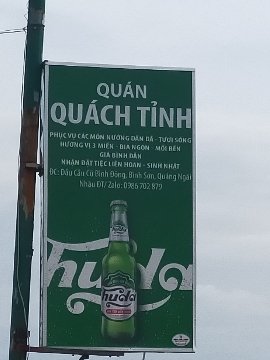 QUÁN
QUÁCH TỈNH
PHỤC VỤ CÁC MÓN NƯỚNG DÂN DÃ - TƯƠI SỐNG
HƯƠNG VỊ 3 MIỀN - BIA NGON - MỒI BÉN
GIÁ BÌNH DÂN
NHẬN ĐẶT TIỆC LIÊN HOAN - SINH NHẬT
ĐC: Dầu Cầu Cũ Bình Đông, Bình Sơn, Quảng Ngãi
Nhậu ĐT/ Zalo: 0986 702 879
huda
huda